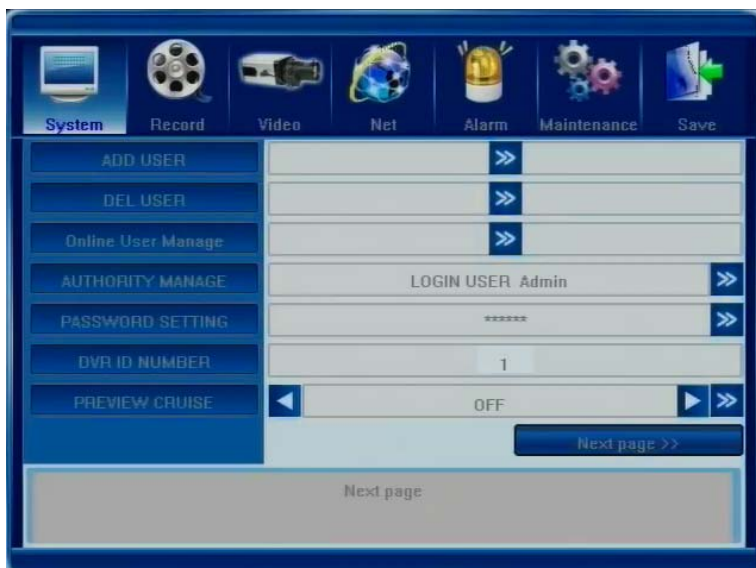 System Record Video Net Alarm Maintenance Save
ADD USER
DEL USER
Online User Manage
AUTHORITY MANAGE LOGIN USER Admin
PASSWORD SETTING ******
DVR ID NUMBER 1
PREVIEW CRUISE OFF
Next page >>
Next page